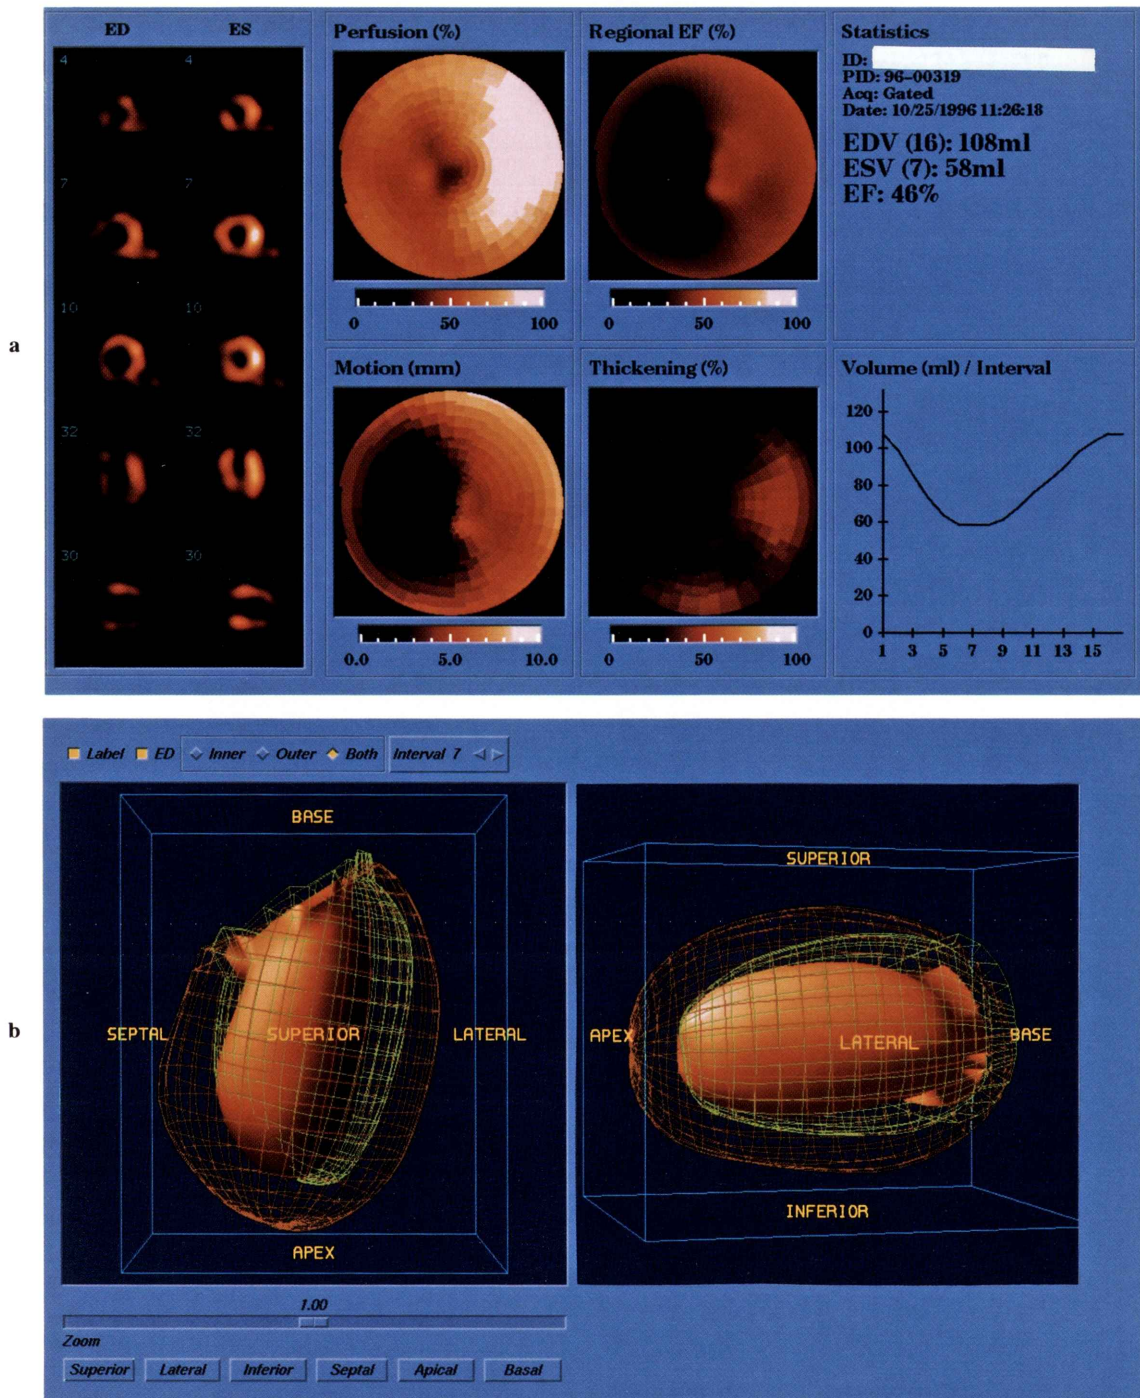 a
ED ES
4
4
7
7
10
10
32
32
30
30
Perfusion (%)
0 50 100
Regional EF (%)
0 50 100
Statistics
ID:
PID: 96-00319
Acq: Gated
Date: 10/25/1996 11:26:18
EDV (16): 108ml
ESV (7): 58ml
EF: 46%
Motion (mm)
0.0 5.0 10.0
Thickening (%)
0 50 100
Volume (ml) / Interval
120
100
80
60
40
20
0
1 3 5 7 9 11 13 15
b
Label ED Inner Outer Both Interval 7
BASE
SEPTAL SUPERIOR LATERAL
APEX
SUPERIOR
APEX LATERAL BASE
INFERIOR
1.00
Zoom
Superior Lateral Inferior Septal Apical Basal